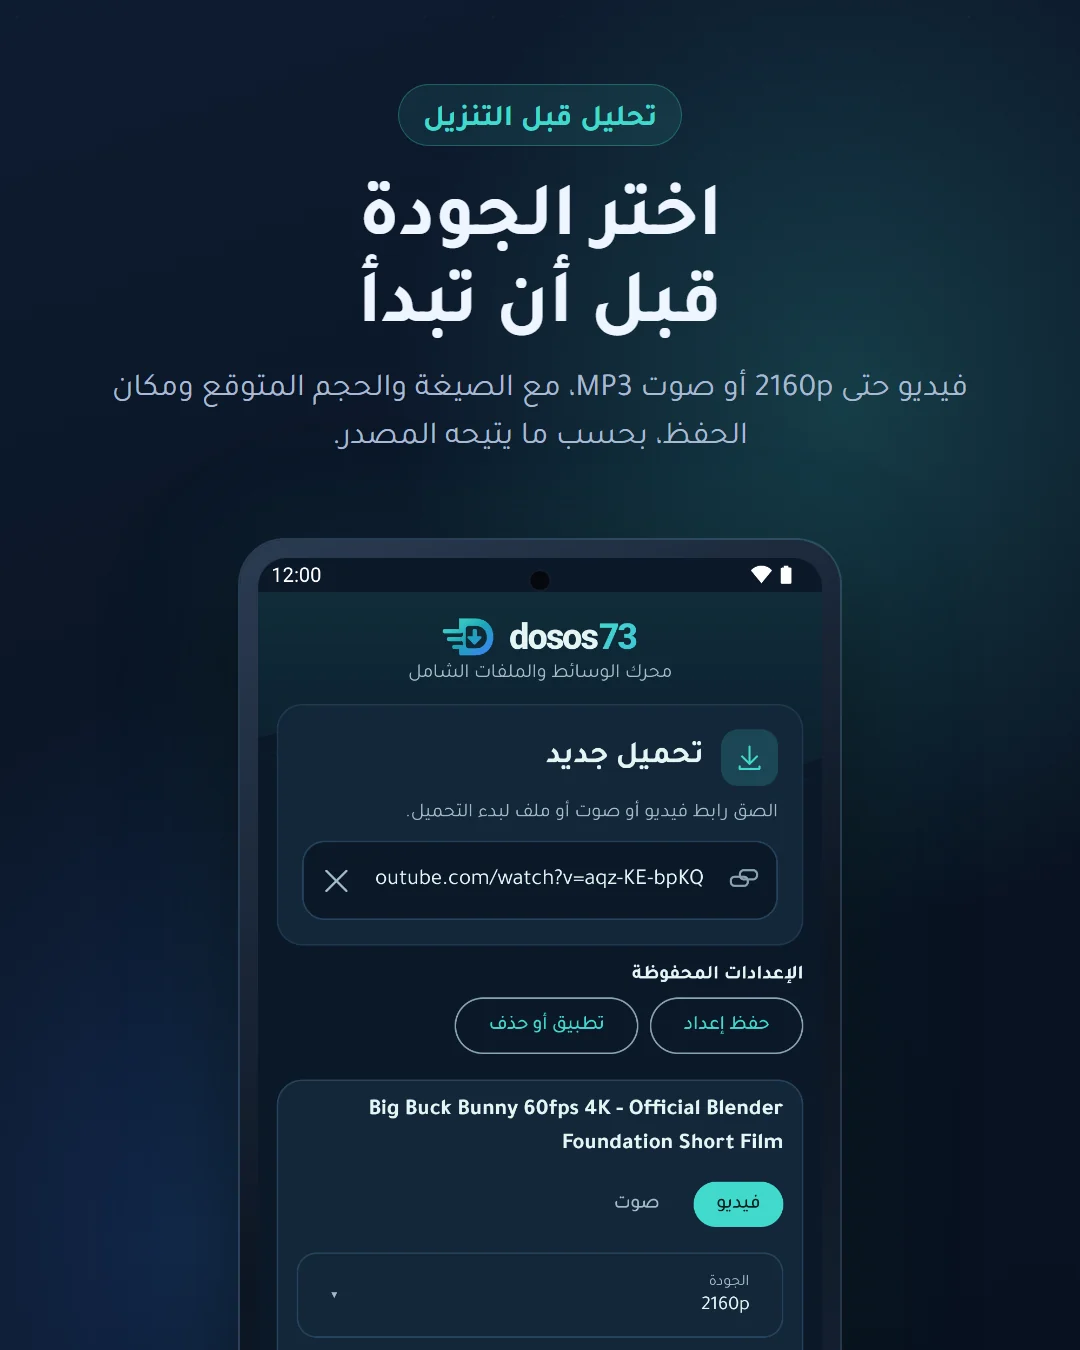 تحليل قبل التنزيل
اختر الجودة
قبل أن تبدأ
فيديو حتى 2160p أو صوت MP3، مع الصيغة والحجم المتوقع ومكان
الحفظ، بحسب ما يتيحه المصدر.
12:00
dosos73
محرك الوسائط والملفات الشامل
تحميل جديد
الصق رابط فيديو أو صوت أو ملف لبدء التحميل.
outube.com/watch?v=aqz-KE-bpKQ
الإعدادات المحفوظة
حفظ إعداد
تطبيق أو حذف
Big Buck Bunny 60fps 4K - Official Blender
Foundation Short Film
فيديو
صوت
الجودة
2160p